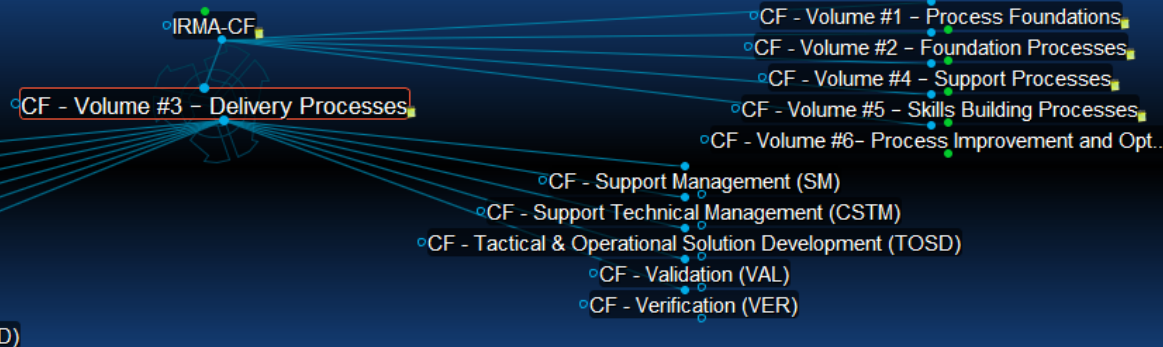 IRMA-CF
CF - Volume #3 – Delivery Processes
CF - Volume #1 – Process Foundations
CF - Volume #2 – Foundation Processes
CF - Volume #4 – Support Processes
CF - Volume #5 – Skills Building Processes
CF - Volume #6– Process Improvement and Opt..
CF - Support Management (SM)
CF - Support Technical Management (CSTM)
CF - Tactical & Operational Solution Development (TOSD)
CF - Validation (VAL)
CF - Verification (VER)
D)